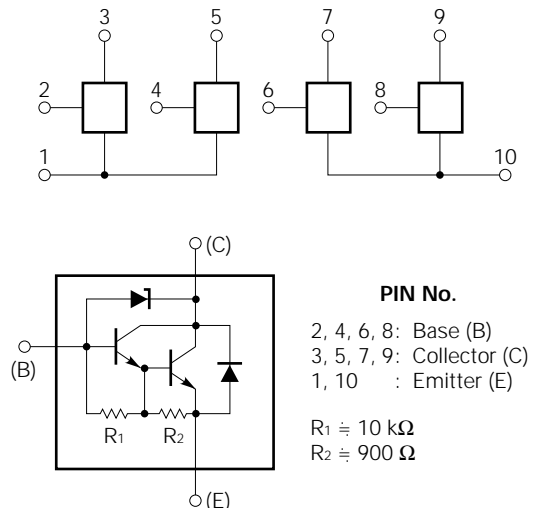 3 5 7 9
2 4 6 8
1 10
(C)
PIN No.
2, 4, 6, 8: Base (B)
(B)
3, 5, 7, 9: Collector (C)
1, 10 : Emitter (E)
R1 R2
R1 ≒ 10 kΩ
R2 ≒ 900 Ω
(E)